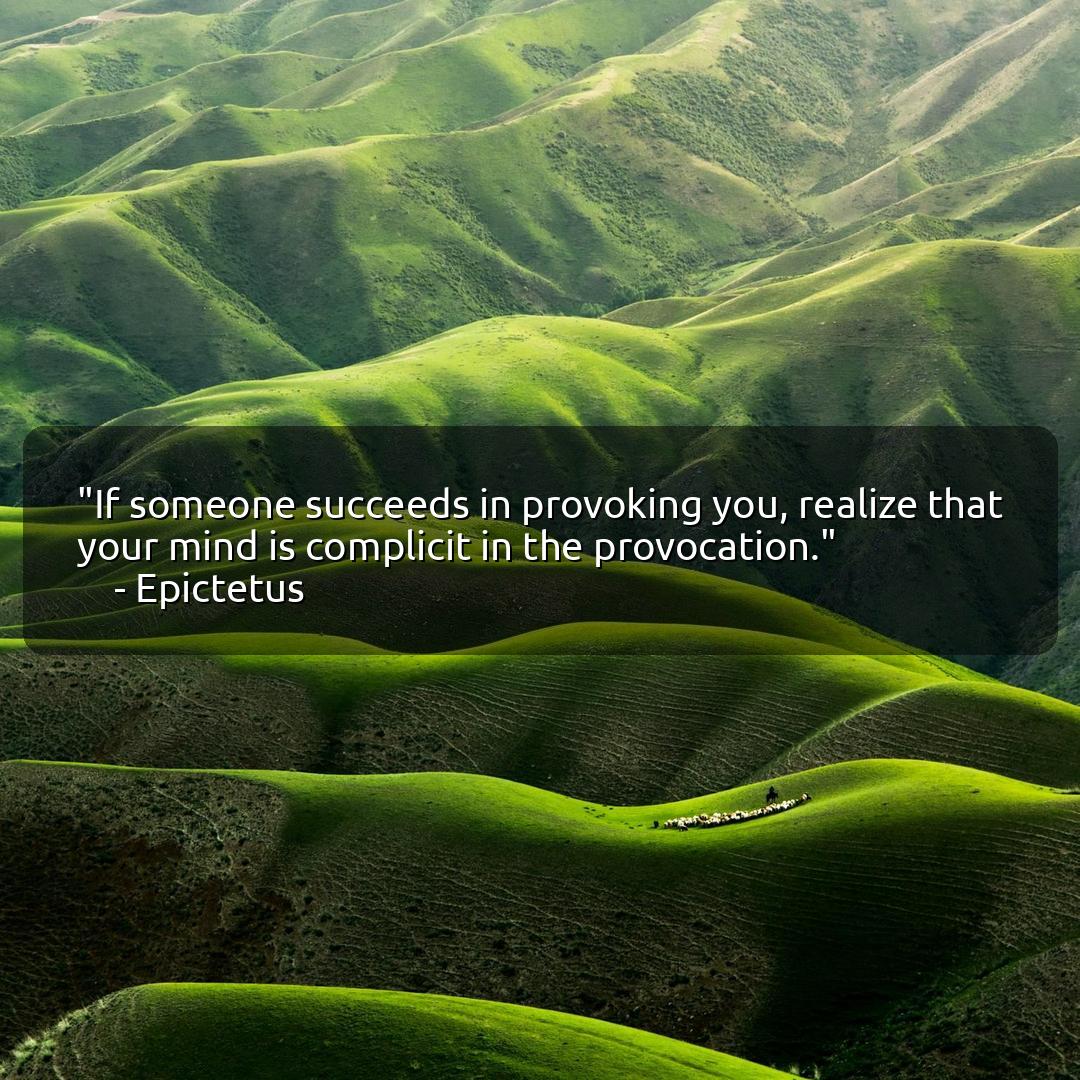 "If someone succeeds in provoking you, realize that
your mind is complicit in the provocation."
- Epictetus